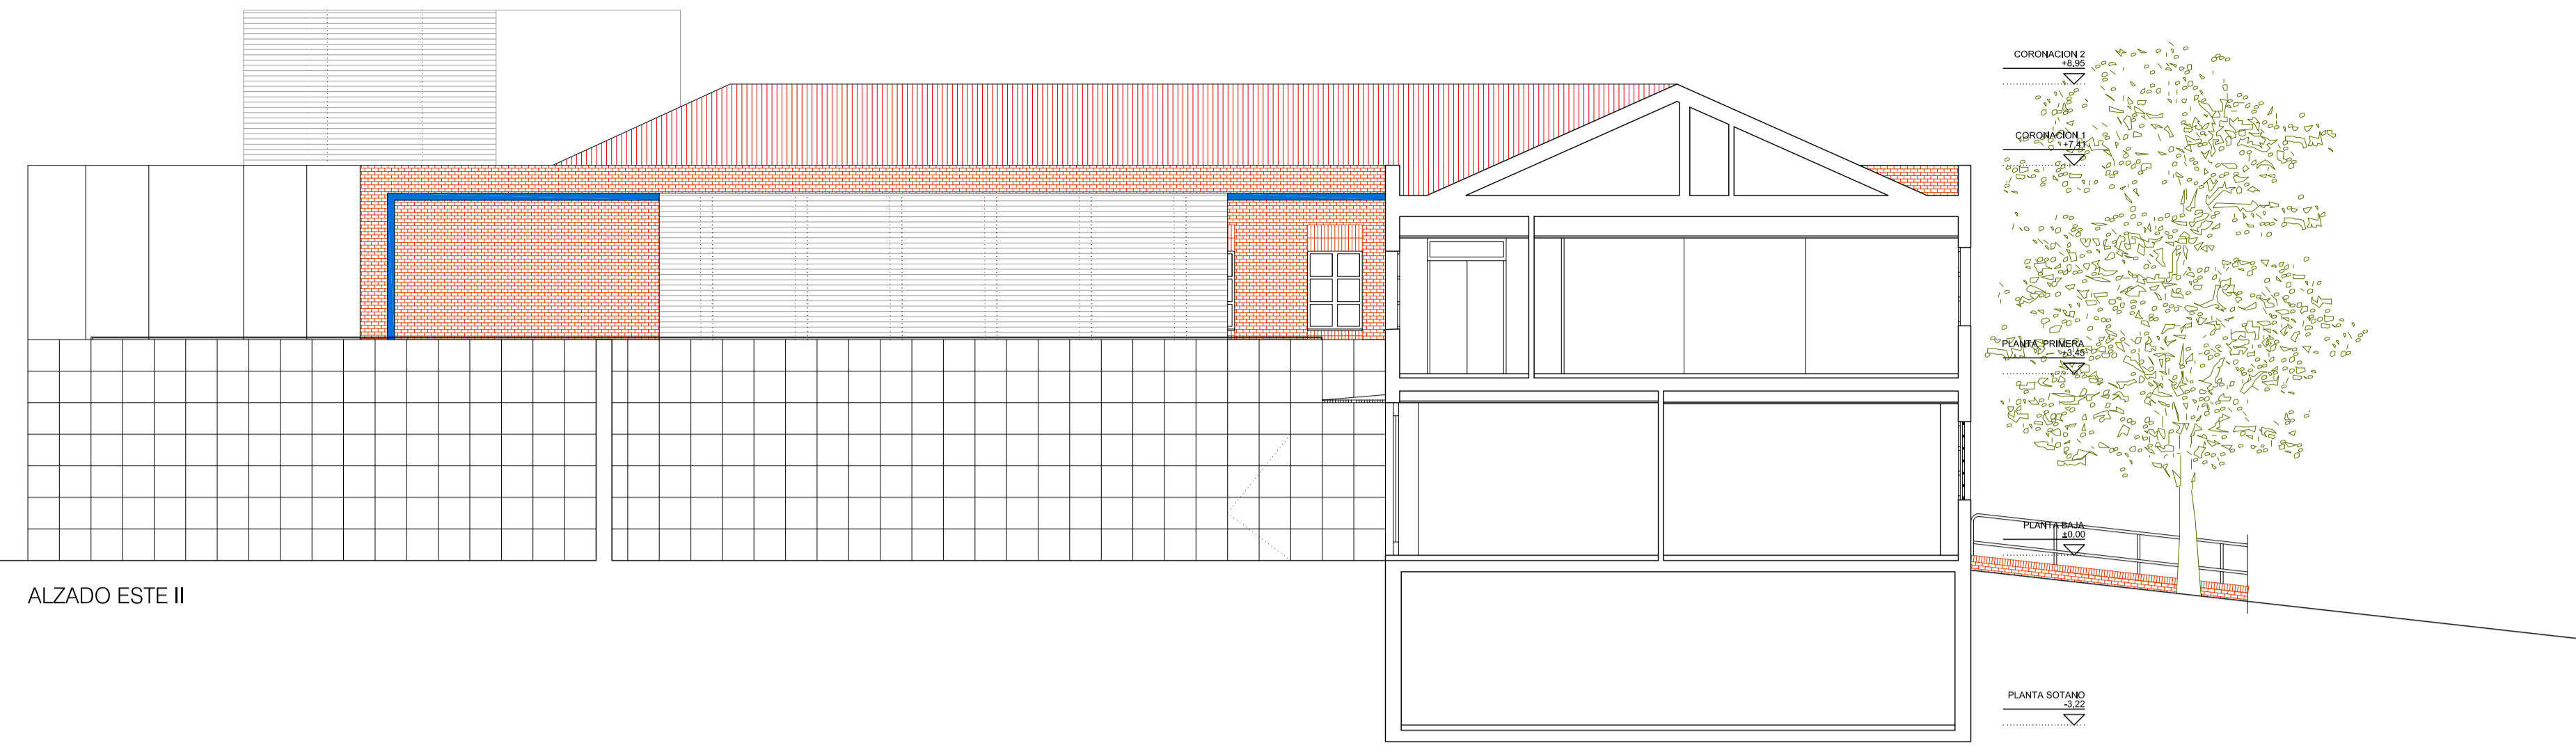 CORONACION 2
+8,95
CORONACION 1
+7,41
PLANTA PRIMERA
+3,45
PLANTA BAJA
±0,00
ALZADO ESTE II
PLANTA SOTANO
-3,22